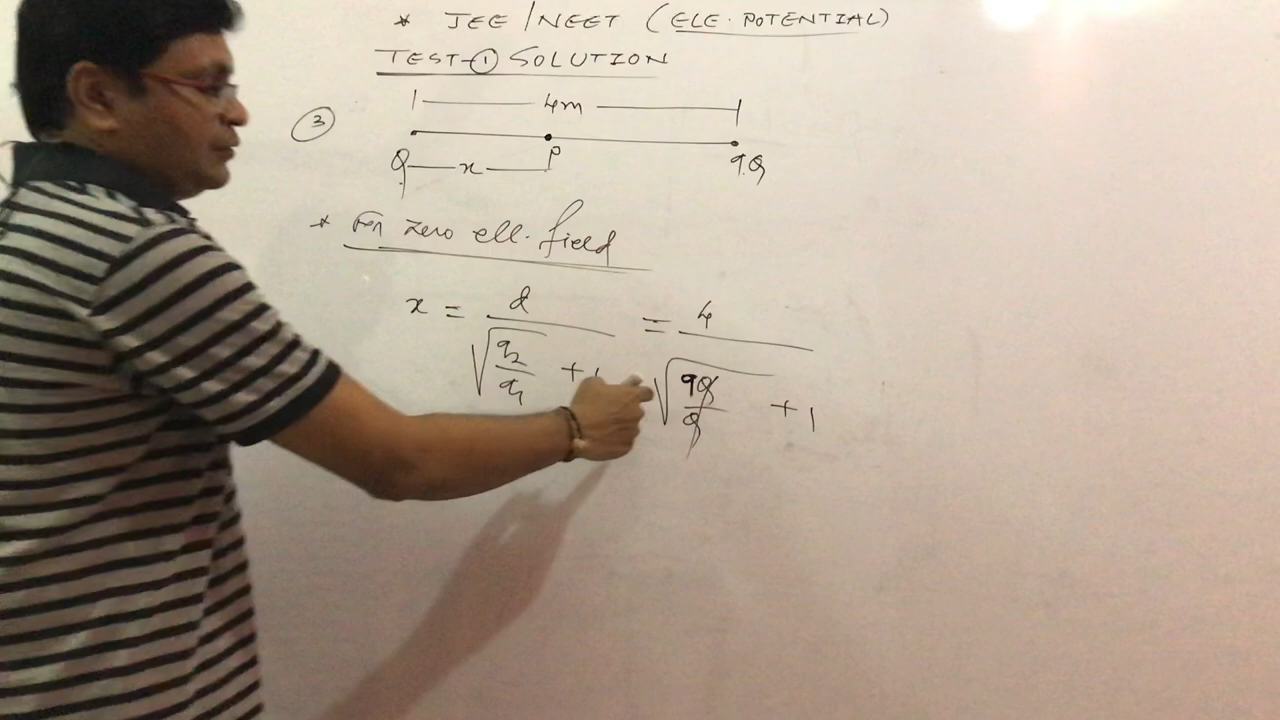 * JEE / NEET (ELE. POTENTIAL)
TEST-① SOLUTION
4m
③
Q x P 9Q
* For zero ele. field
x = d / √(q2/q1) + 1 = 4 / √(9Q/Q) + 1